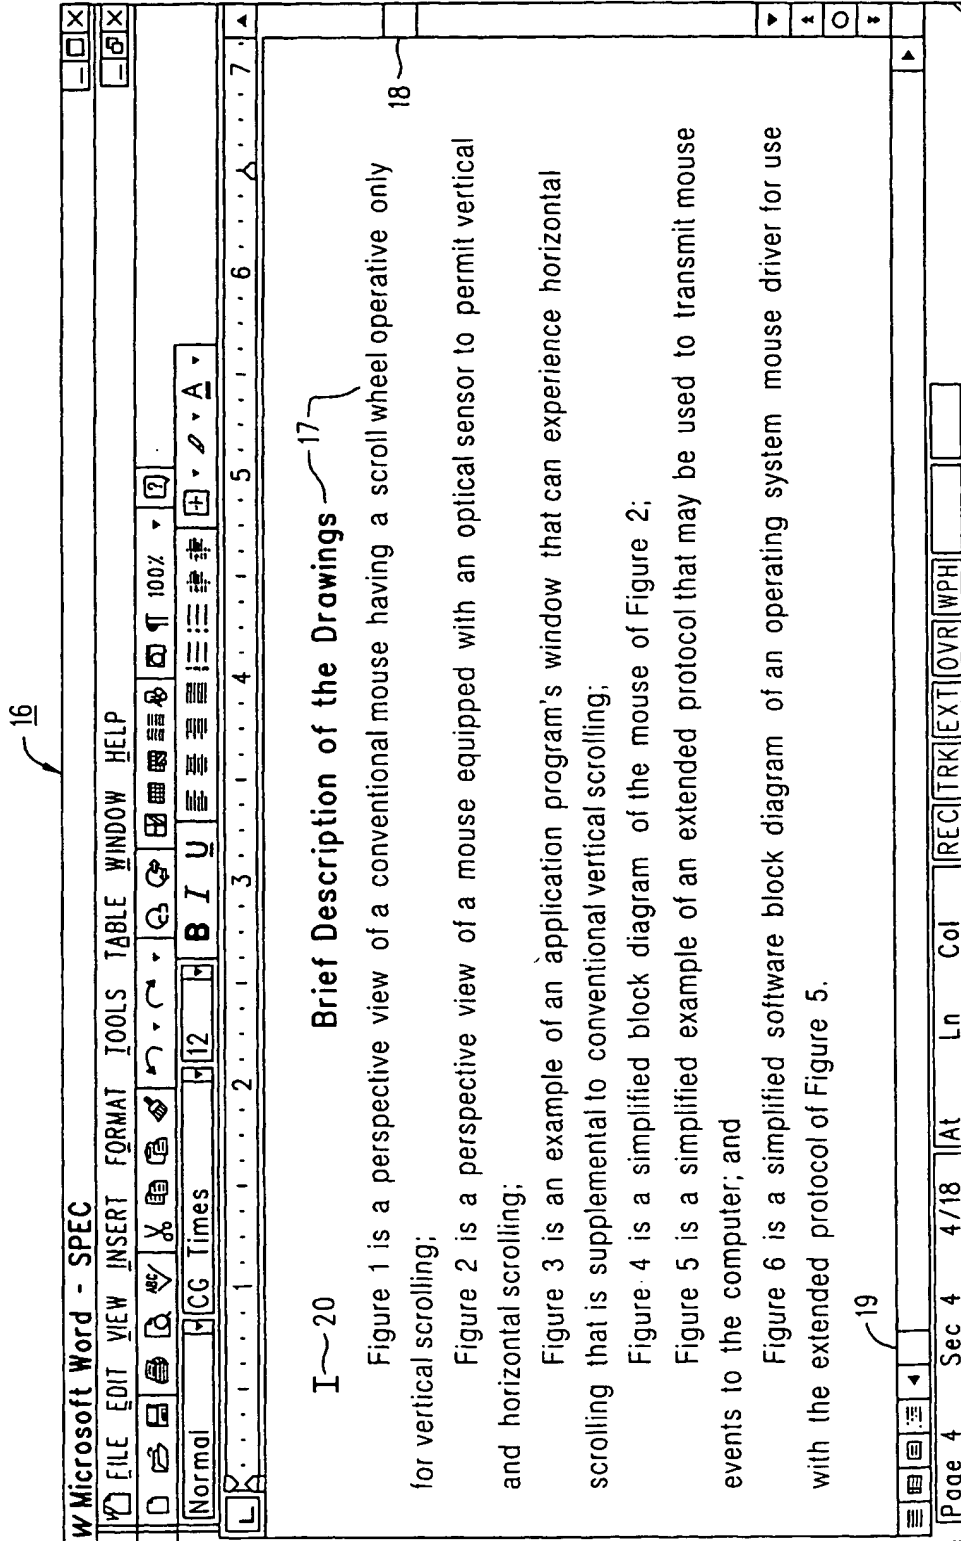 16
W Microsoft Word - SPEC
FILE EDIT VIEW INSERT FORMAT TOOLS TABLE WINDOW HELP
ABC 100% ?
Normal CG Times 12 B I U A
L 1 2 3 4 5 6 7
Brief Description of the Drawings 17
I 20
Figure 1 is a perspective view of a conventional mouse having a scroll wheel operative only
for vertical scrolling;
18
Figure 2 is a perspective view of a mouse equipped with an optical sensor to permit vertical
and horizontal scrolling;
Figure 3 is an example of an application program's window that can experience horizontal
scrolling that is supplemental to conventional vertical scrolling;
Figure 4 is a simplified block diagram of the mouse of Figure 2;
Figure 5 is a simplified example of an extended protocol that may be used to transmit mouse
events to the computer; and
Figure 6 is a simplified software block diagram of an operating system mouse driver for use
with the extended protocol of Figure 5.
19
Page 4 Sec 4 4/18 At Ln Col REC TRK EXT OVR WPH